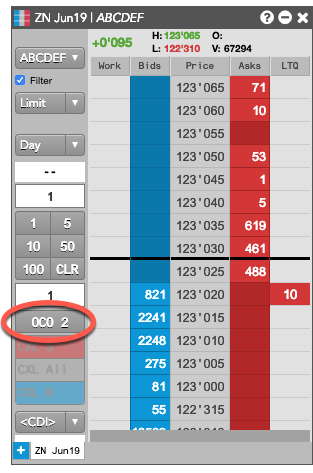 ZN Jun19 | ABCDEF
+0'095 H: 123'065 O:
L: 122'310 V: 67294
ABCDEF
Filter
Limit
Day
- -
1
1 5
10 50
100 CLR
1
OCO 2
CXL All
<CDI>
ZN Jun19
Work Bids Price Asks LTQ
123'065 71
123'060 10
123'055
123'050 53
123'045 1
123'040 5
123'035 619
123'030 461
123'025 488
821 123'020 10
2241 123'015
2248 123'010
275 123'005
81 123'000
55 122'315